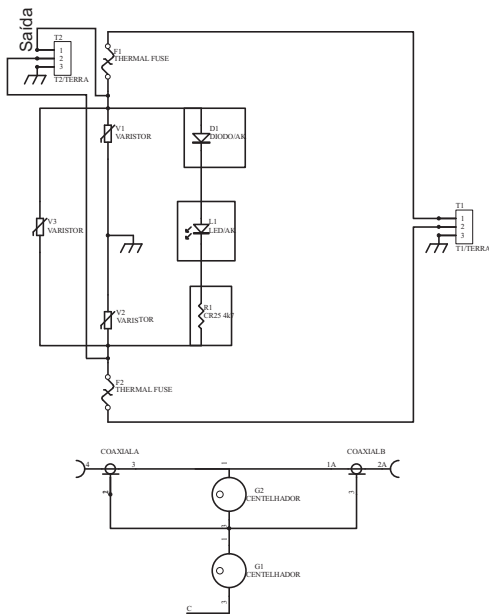 Saída
T2
1
2
3
T2/TERRA
F1
THERMAL FUSE
V1
VARISTOR
D1
DIODO/AK
V3
VARISTOR
L1
LED/AK
T1
1
2
3
T1/TERRA
V2
VARISTOR
R1
CR25 4k7
F2
THERMAL FUSE
COAXIALA
COAXIALB
4
3
1
1A
2A
2
3
G2
CENTELHADOR
3
1
G1
CENTELHADOR
3
C